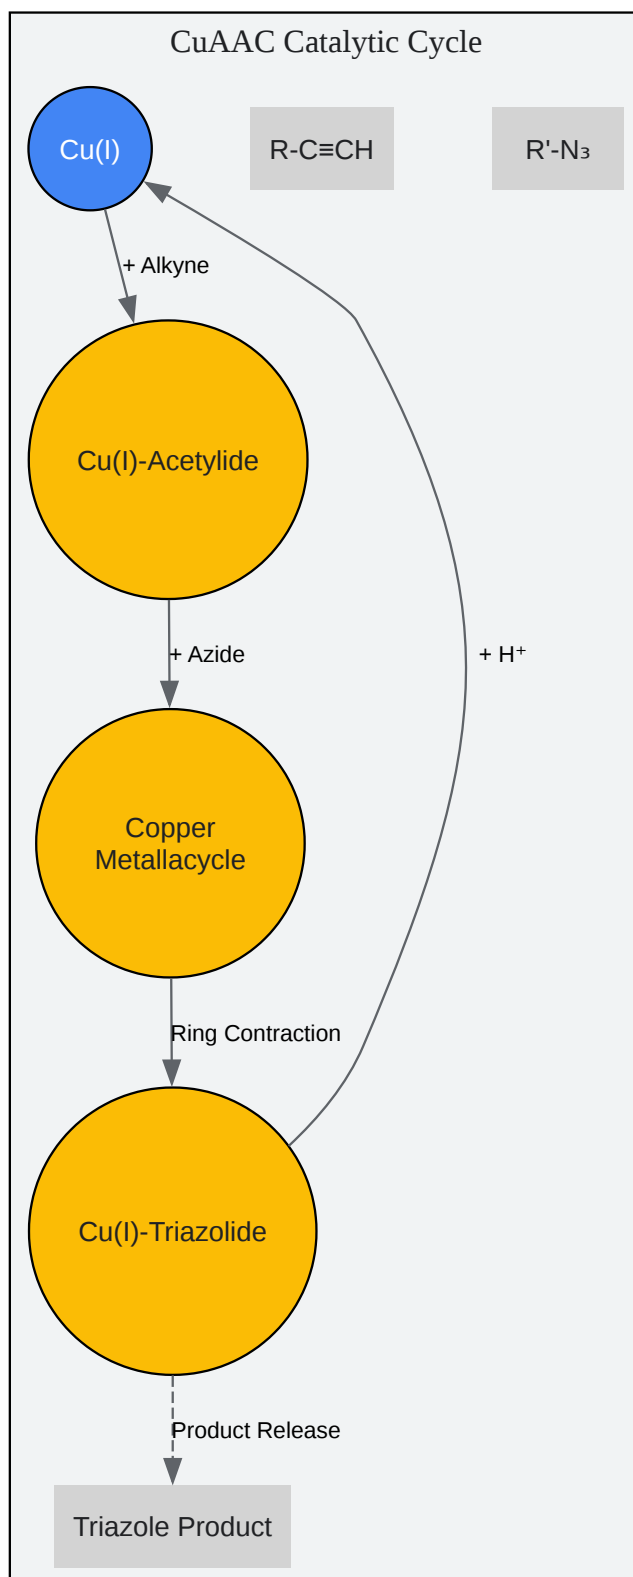 CuAAC Catalytic Cycle
Cu(I)
R-C≡CH
R'-N₃
+ Alkyne
Cu(I)-Acetylide
+ Azide
+ H⁺
Copper
Metallacycle
Ring Contraction
Cu(I)-Triazolide
Product Release
Triazole Product